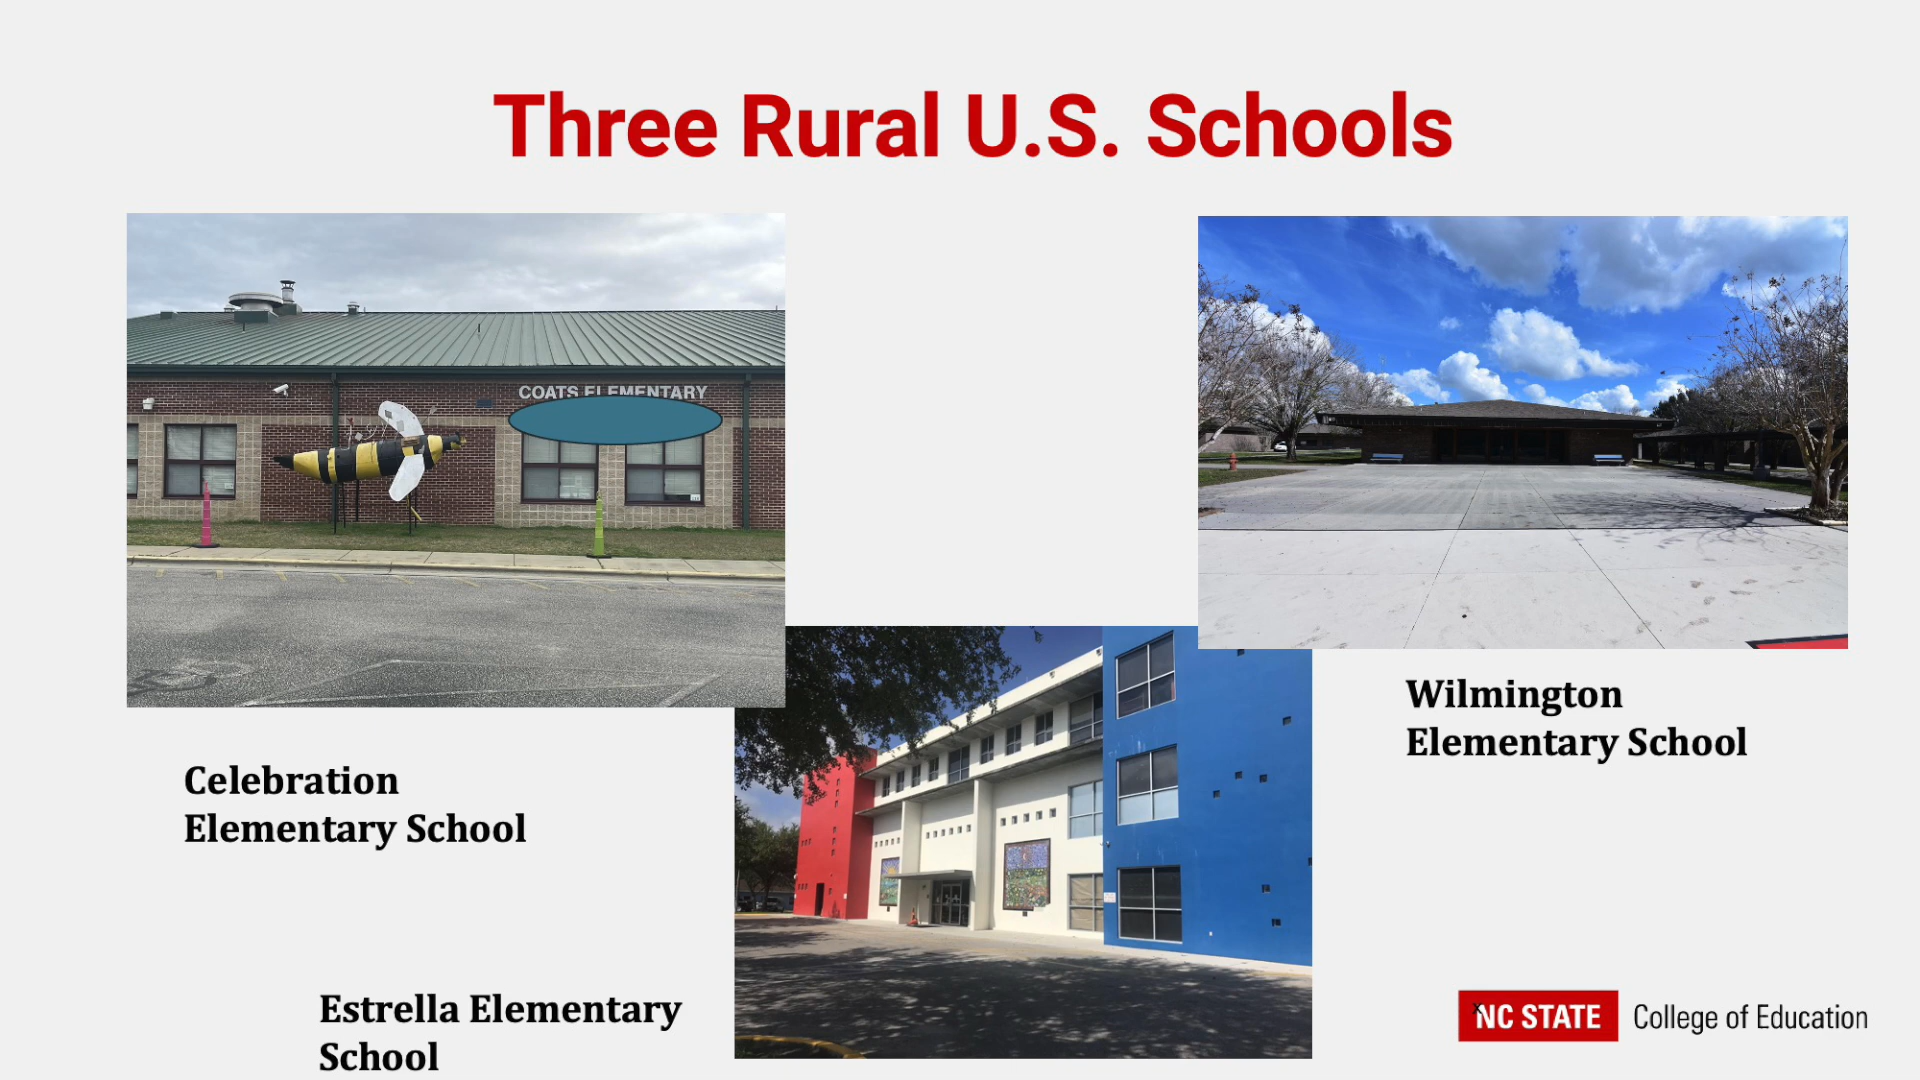 Three Rural U.S. Schools
COATS ELEMENTARY
Wilmington
Elementary School
Celebration
Elementary School
Estrella Elementary
School
NC STATE College of Education